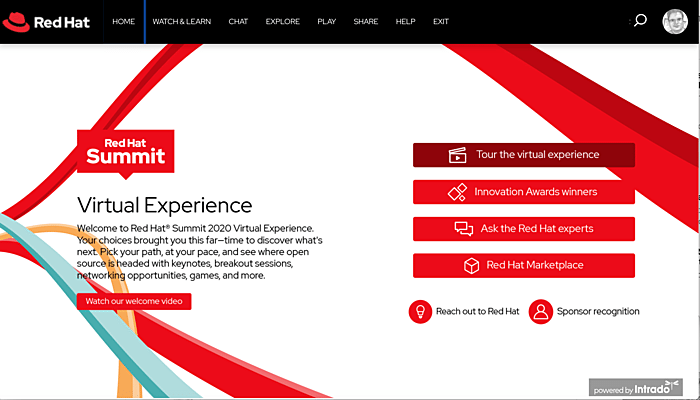 Red Hat
HOME
WATCH & LEARN
CHAT
EXPLORE
PLAY
SHARE
HELP
EXIT
Red Hat
Summit
Virtual Experience
Welcome to Red Hat® Summit 2020 Virtual Experience.
Your choices brought you this far—time to discover what's
next. Pick your path, at your pace, and see where open
source is headed with keynotes, breakout sessions,
networking opportunities, games, and more.
Watch our welcome video
Tour the virtual experience
Innovation Awards winners
Ask the Red Hat experts
Red Hat Marketplace
Reach out to Red Hat
Sponsor recognition
powered by Intrado